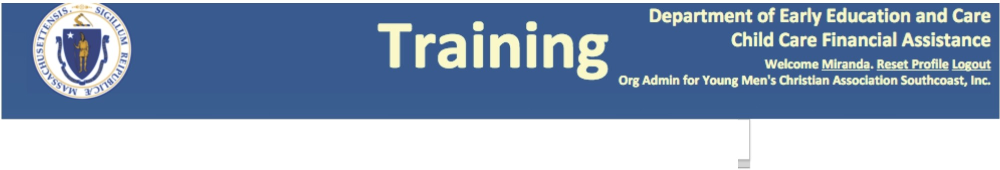 SIGILLUM REIPUBLICÆ MASSACHUSETTENSIS.
Training
Department of Early Education and Care
Child Care Financial Assistance
Welcome Miranda. Reset Profile Logout
Org Admin for Young Men's Christian Association Southcoast, Inc.